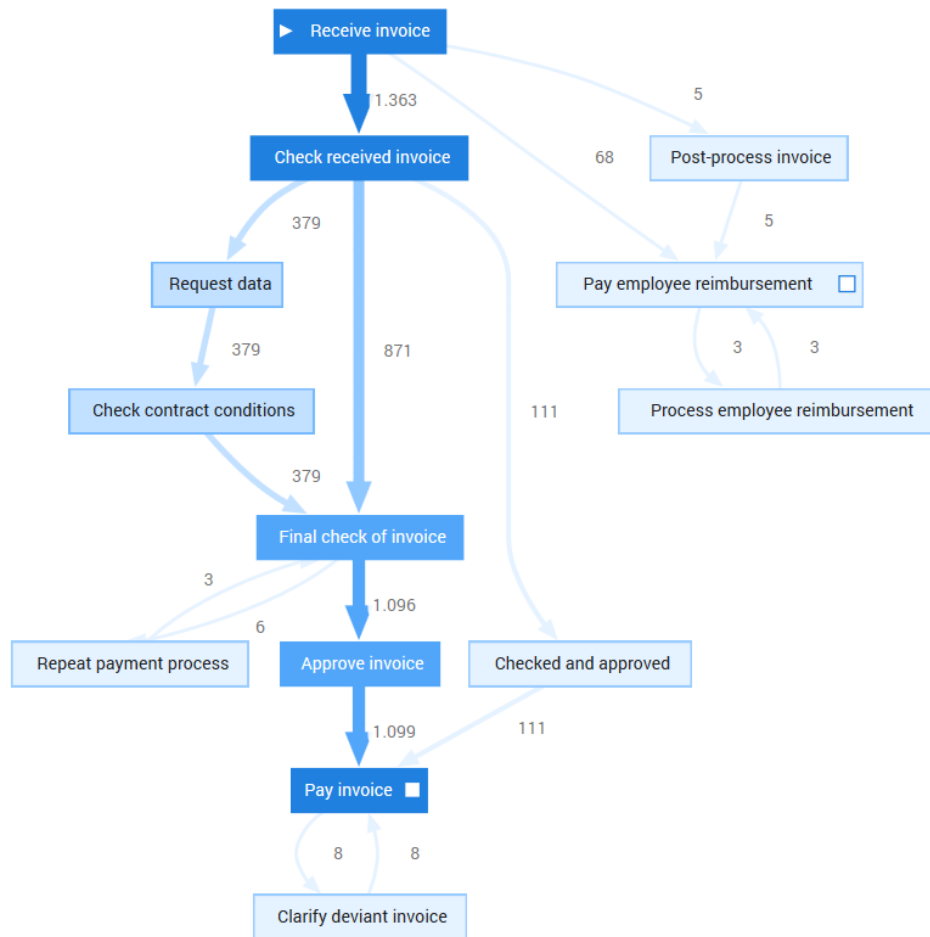 Receive invoice
1.363
5
Check received invoice
68
Post-process invoice
379
5
Request data
Pay employee reimbursement
379
871
3
3
Check contract conditions
111
Process employee reimbursement
379
Final check of invoice
3
1.096
6
Repeat payment process
Approve invoice
Checked and approved
1.099
111
Pay invoice
8
8
Clarify deviant invoice